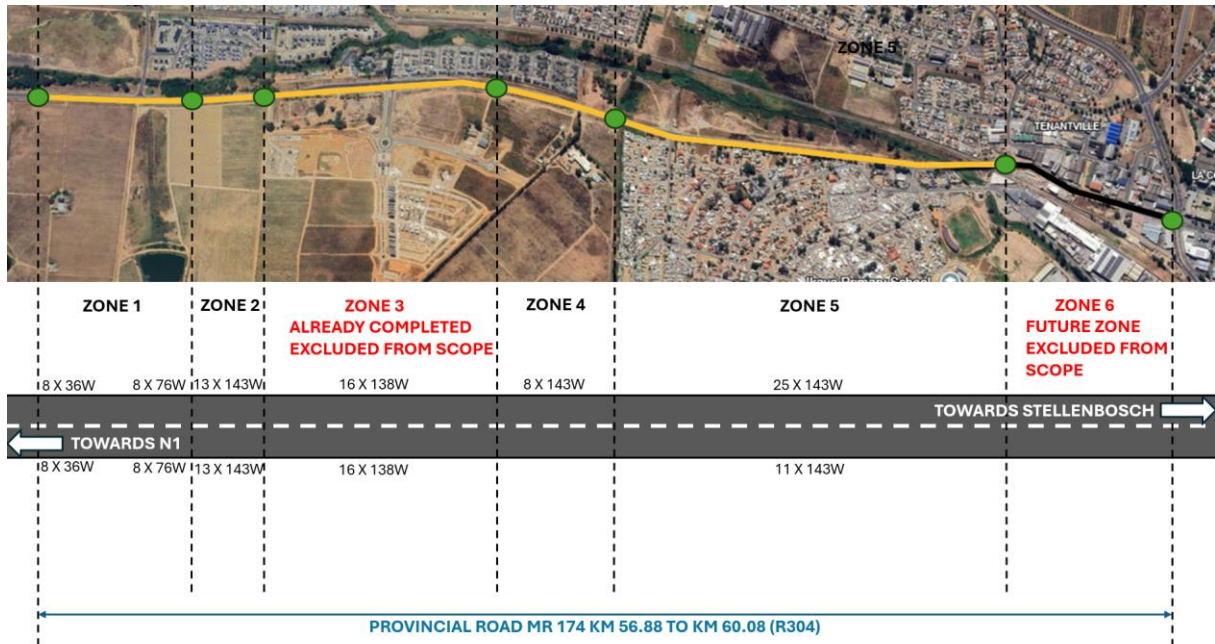 ZONE 5
TENANTVILLE
ZONE 1
ZONE 2
ZONE 3
ALREADY COMPLETED
EXCLUDED FROM SCOPE
ZONE 4
ZONE 5
ZONE 6
FUTURE ZONE
EXCLUDED FROM
SCOPE
8 X 36W
8 X 76W
13 X 143W
16 X 138W
8 X 143W
25 X 143W
TOWARDS STELLENBOSCH
TOWARDS N1
8 X 36W
8 X 76W
13 X 143W
16 X 138W
11 X 143W
PROVINCIAL ROAD MR 174 KM 56.88 TO KM 60.08 (R304)